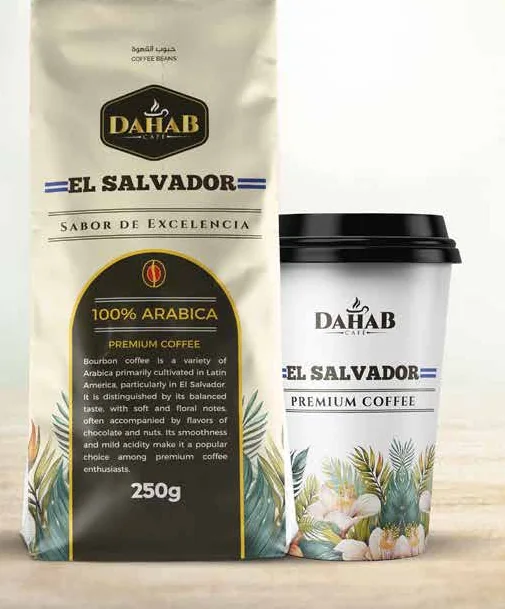 حبوب القهوة
COFFEE BEANS
DAHAB
CAFE
EL SALVADOR
SABOR DE EXCELENCIA
100% ARABICA
PREMIUM COFFEE
Bourbon coffee is a variety of
Arabica primarily cultivated in Latin
America, particularly in El Salvador.
It is distinguished by its balanced
taste, with soft and floral notes,
often accompanied by flavors of
chocolate and nuts. Its smoothness
and mild acidity make it a popular
choice among premium coffee
enthusiasts.
250g
DAHAB
CAFE
EL SALVADOR
PREMIUM COFFEE